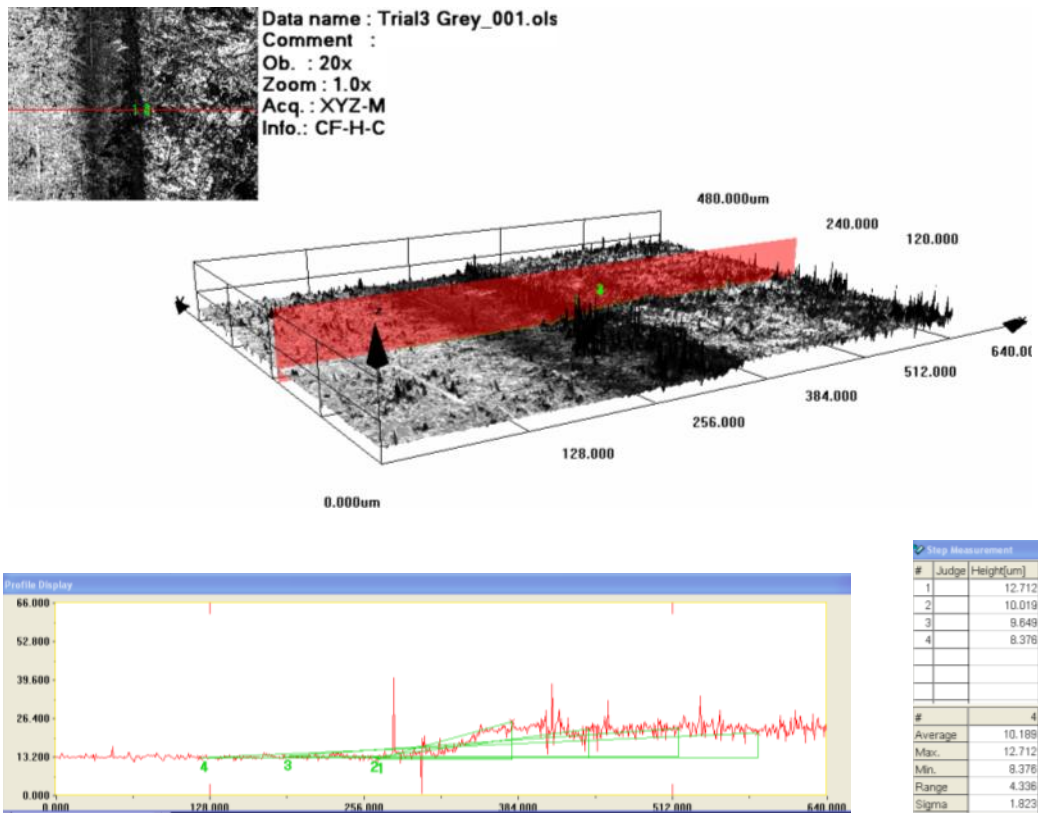 Data name : Trial3 Grey_001.ols
Comment :
Ob. : 20x
Zoom : 1.0x
Acq. : XYZ-M
Info.: CF-H-C
480.000um
240.000
120.000
640.00
512.000
384.000
256.000
128.000
0.000um
Z
Profile Display
66.000
52.800
39.600
26.400
13.200
0.000
4 3 2 1
0.000 128.000 256.000 384.000 512.000 640.000
Step Measurement
# Judge Height[um]
1 12.712
2 10.019
3 9.649
4 8.376
# 4
Average 10.189
Max. 12.712
Min. 8.376
Range 4.336
Sigma 1.823